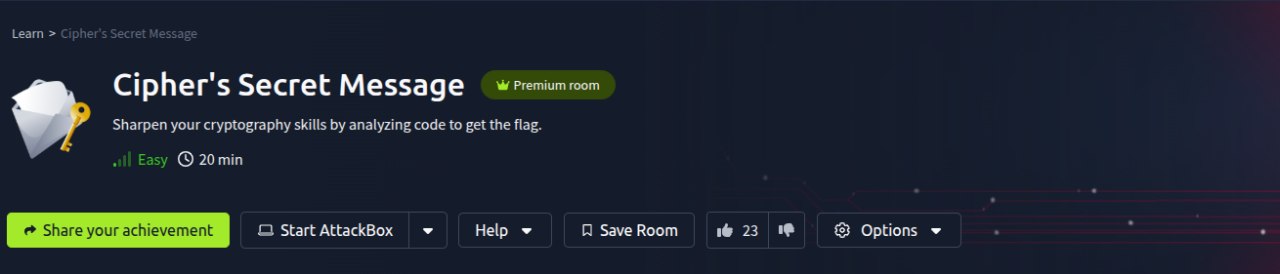 Learn > Cipher's Secret Message
Cipher's Secret Message Premium room
Sharpen your cryptography skills by analyzing code to get the flag.
Easy 20 min
Share your achievement Start AttackBox Help Save Room 23 Options